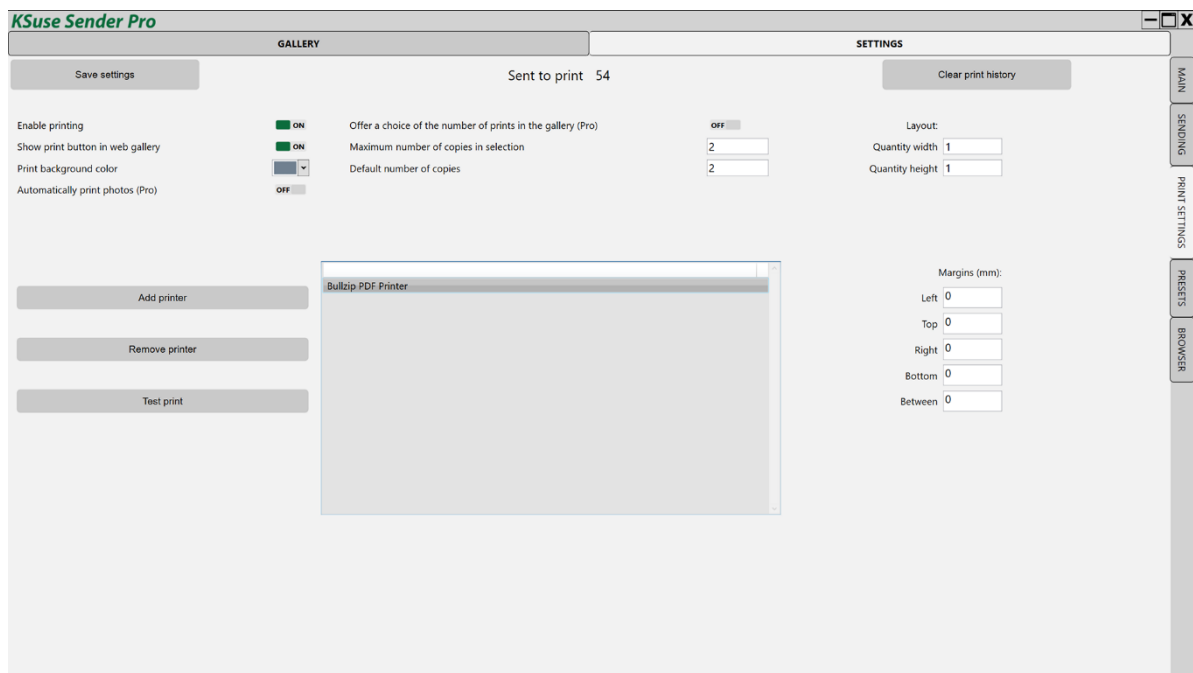 KSuse Sender Pro
GALLERY
SETTINGS
Save settings
Sent to print 54
Clear print history
Enable printing
ON
Show print button in web gallery
ON
Print background color
Automatically print photos (Pro)
OFF
Offer a choice of the number of prints in the gallery (Pro)
OFF
Maximum number of copies in selection
2
Default number of copies
2
Layout:
Quantity width 1
Quantity height 1
Add printer
Remove printer
Test print
Bullzip PDF Printer
Margins (mm):
Left 0
Top 0
Right 0
Bottom 0
Between 0
MAIN
SENDING
PRINT SETTINGS
PRESETS
BROWSER